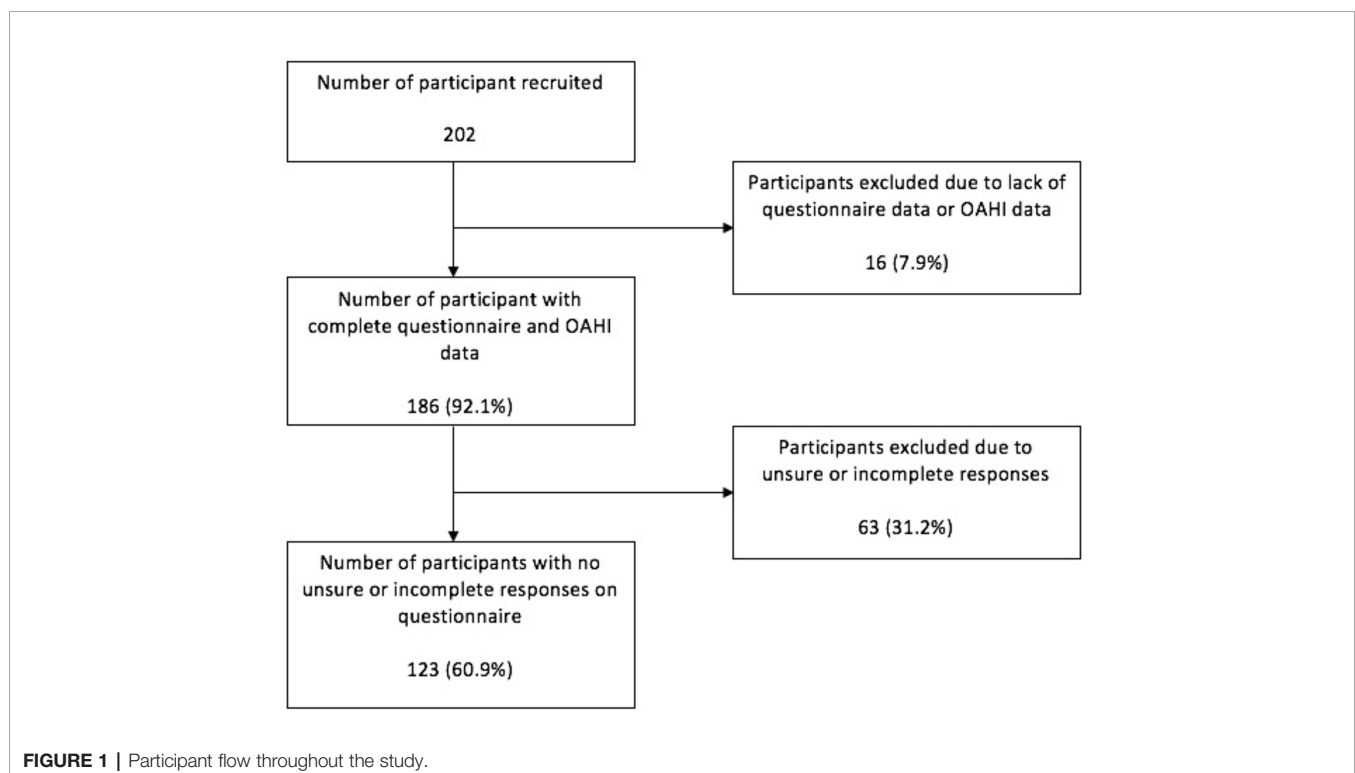 Number of participant recruited
202
Participants excluded due to lack of
questionnaire data or OAHI data
16 (7.9%)
Number of participant with
complete questionnaire and OAHI
data
186 (92.1%)
Participants excluded due to
unsure or incomplete responses
63 (31.2%)
Number of participants with no
unsure or incomplete responses on
questionnaire
123 (60.9%)
FIGURE 1 | Participant flow throughout the study.